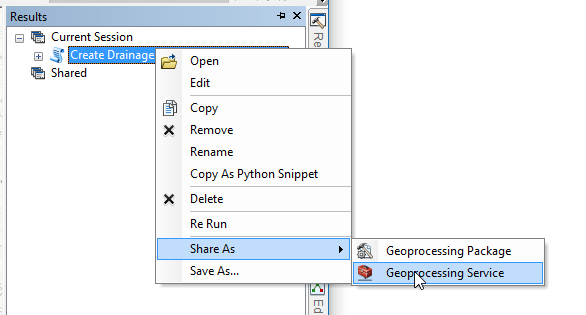 Results
Current Session
Create Drainage
Shared
Open
Edit
Copy
Remove
Rename
Copy As Python Snippet
Delete
Re Run
Share As
Save As...
Geoprocessing Package
Geoprocessing Service
Re
Ed